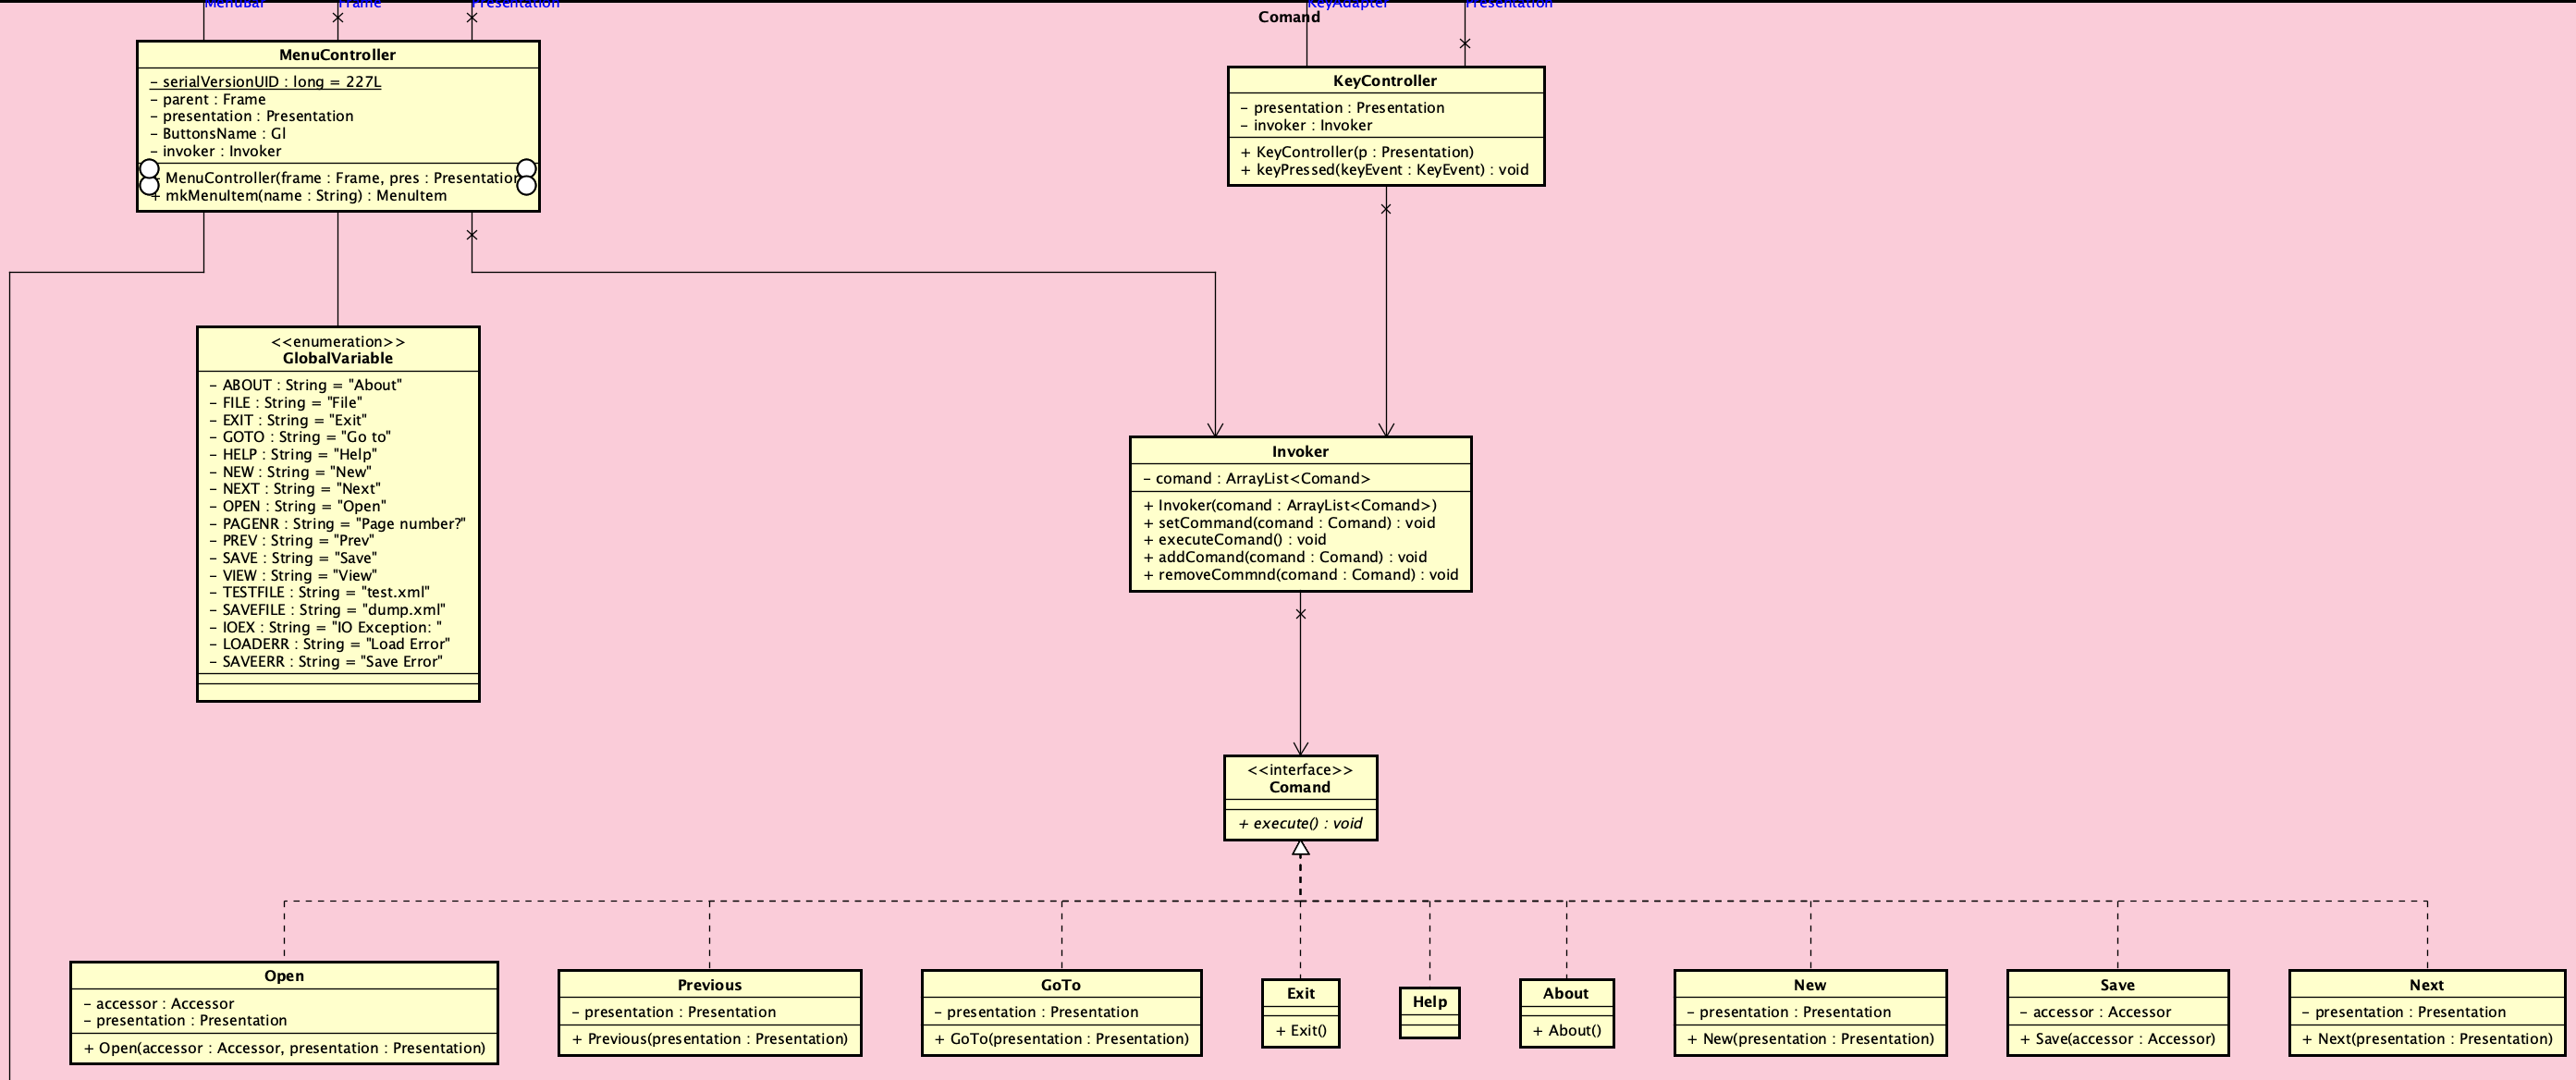 MenuBar
Frame
Presentation
KeyAdapter
Presentation
Comand
MenuController
- serialVersionUID : long = 227L
- parent : Frame
- presentation : Presentation
- ButtonsName : Gl
- invoker : Invoker
MenuController(frame : Frame, pres : Presentation
+ mkMenuItem(name : String) : MenuItem
KeyController
- presentation : Presentation
- invoker : Invoker
+ KeyController(p : Presentation)
+ keyPressed(keyEvent : KeyEvent) : void
<<enumeration>>
GlobalVariable
- ABOUT : String = "About"
- FILE : String = "File"
- EXIT : String = "Exit"
- GOTO : String = "Go to"
- HELP : String = "Help"
- NEW : String = "New"
- NEXT : String = "Next"
- OPEN : String = "Open"
- PAGENR : String = "Page number?"
- PREV : String = "Prev"
- SAVE : String = "Save"
- VIEW : String = "View"
- TESTFILE : String = "test.xml"
- SAVEFILE : String = "dump.xml"
- IOEX : String = "IO Exception: "
- LOADERR : String = "Load Error"
- SAVEERR : String = "Save Error"
Invoker
- comand : ArrayList<Comand>
+ Invoker(comand : ArrayList<Comand>)
+ setCommand(comand : Comand) : void
+ executeComand() : void
+ addComand(comand : Comand) : void
+ removeCommnd(comand : Comand) : void
<<interface>>
Comand
+ execute() : void
Open
- accessor : Accessor
- presentation : Presentation
+ Open(accessor : Accessor, presentation : Presentation)
Previous
- presentation : Presentation
+ Previous(presentation : Presentation)
GoTo
- presentation : Presentation
+ GoTo(presentation : Presentation)
Exit
+ Exit()
Help
About
+ About()
New
- presentation : Presentation
+ New(presentation : Presentation)
Save
- accessor : Accessor
+ Save(accessor : Accessor)
Next
- presentation : Presentation
+ Next(presentation : Presentation)